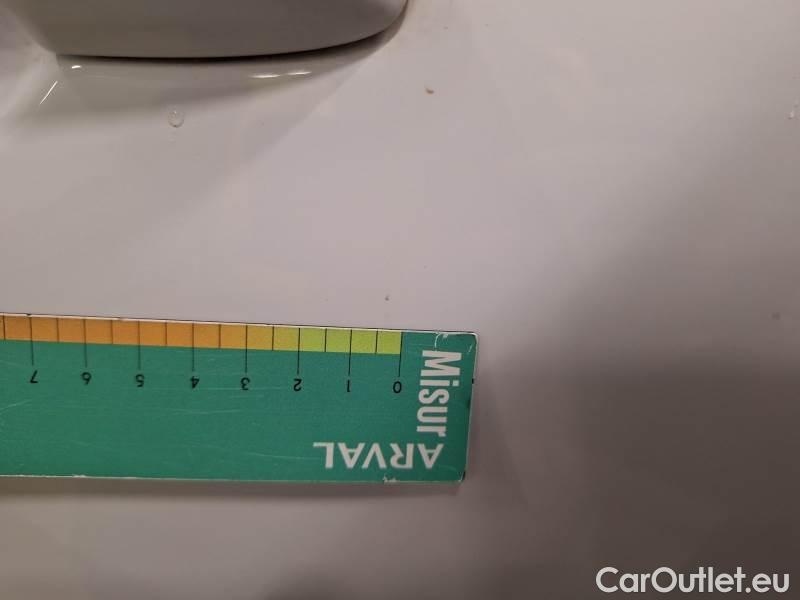 7 6 5 4 3 2 1 0
Misur
ARVAL
CarOutlet.eu